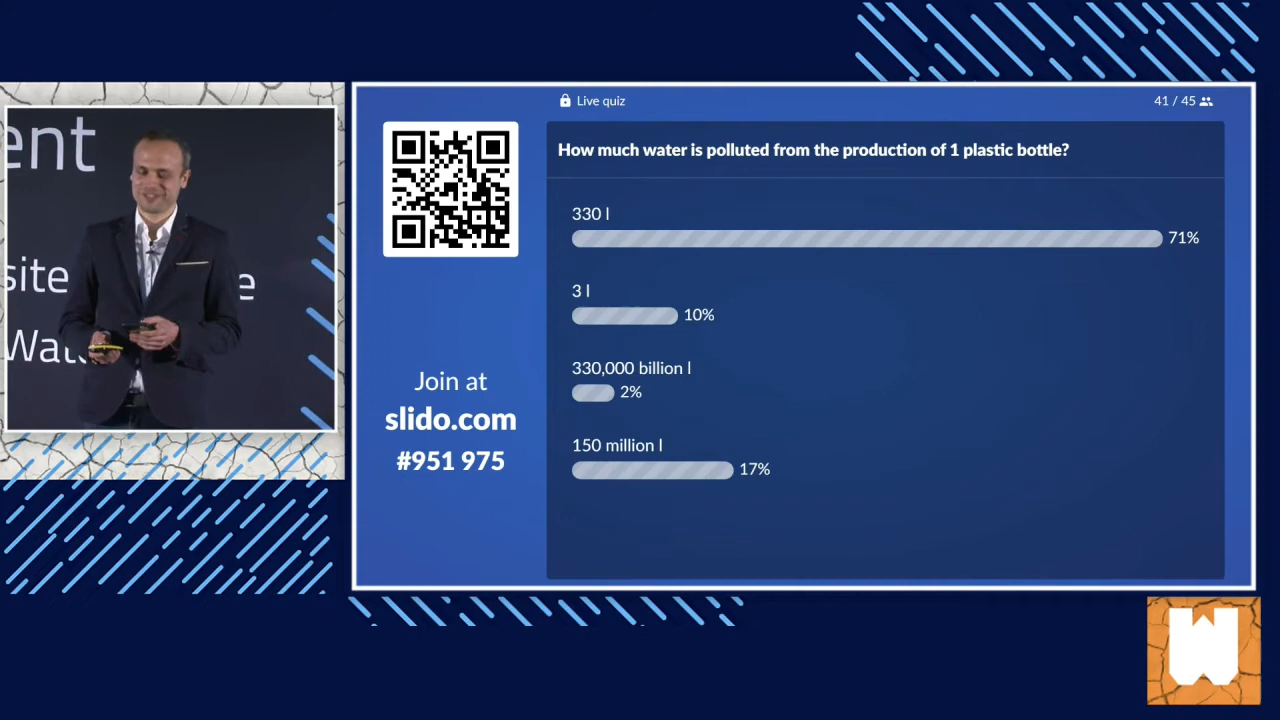 ent
site
e
Wat
Live quiz
41 / 45
How much water is polluted from the production of 1 plastic bottle?
330 l
71%
3 l
10%
330,000 billion l
2%
150 million l
17%
Join at
slido.com
#951 975
W